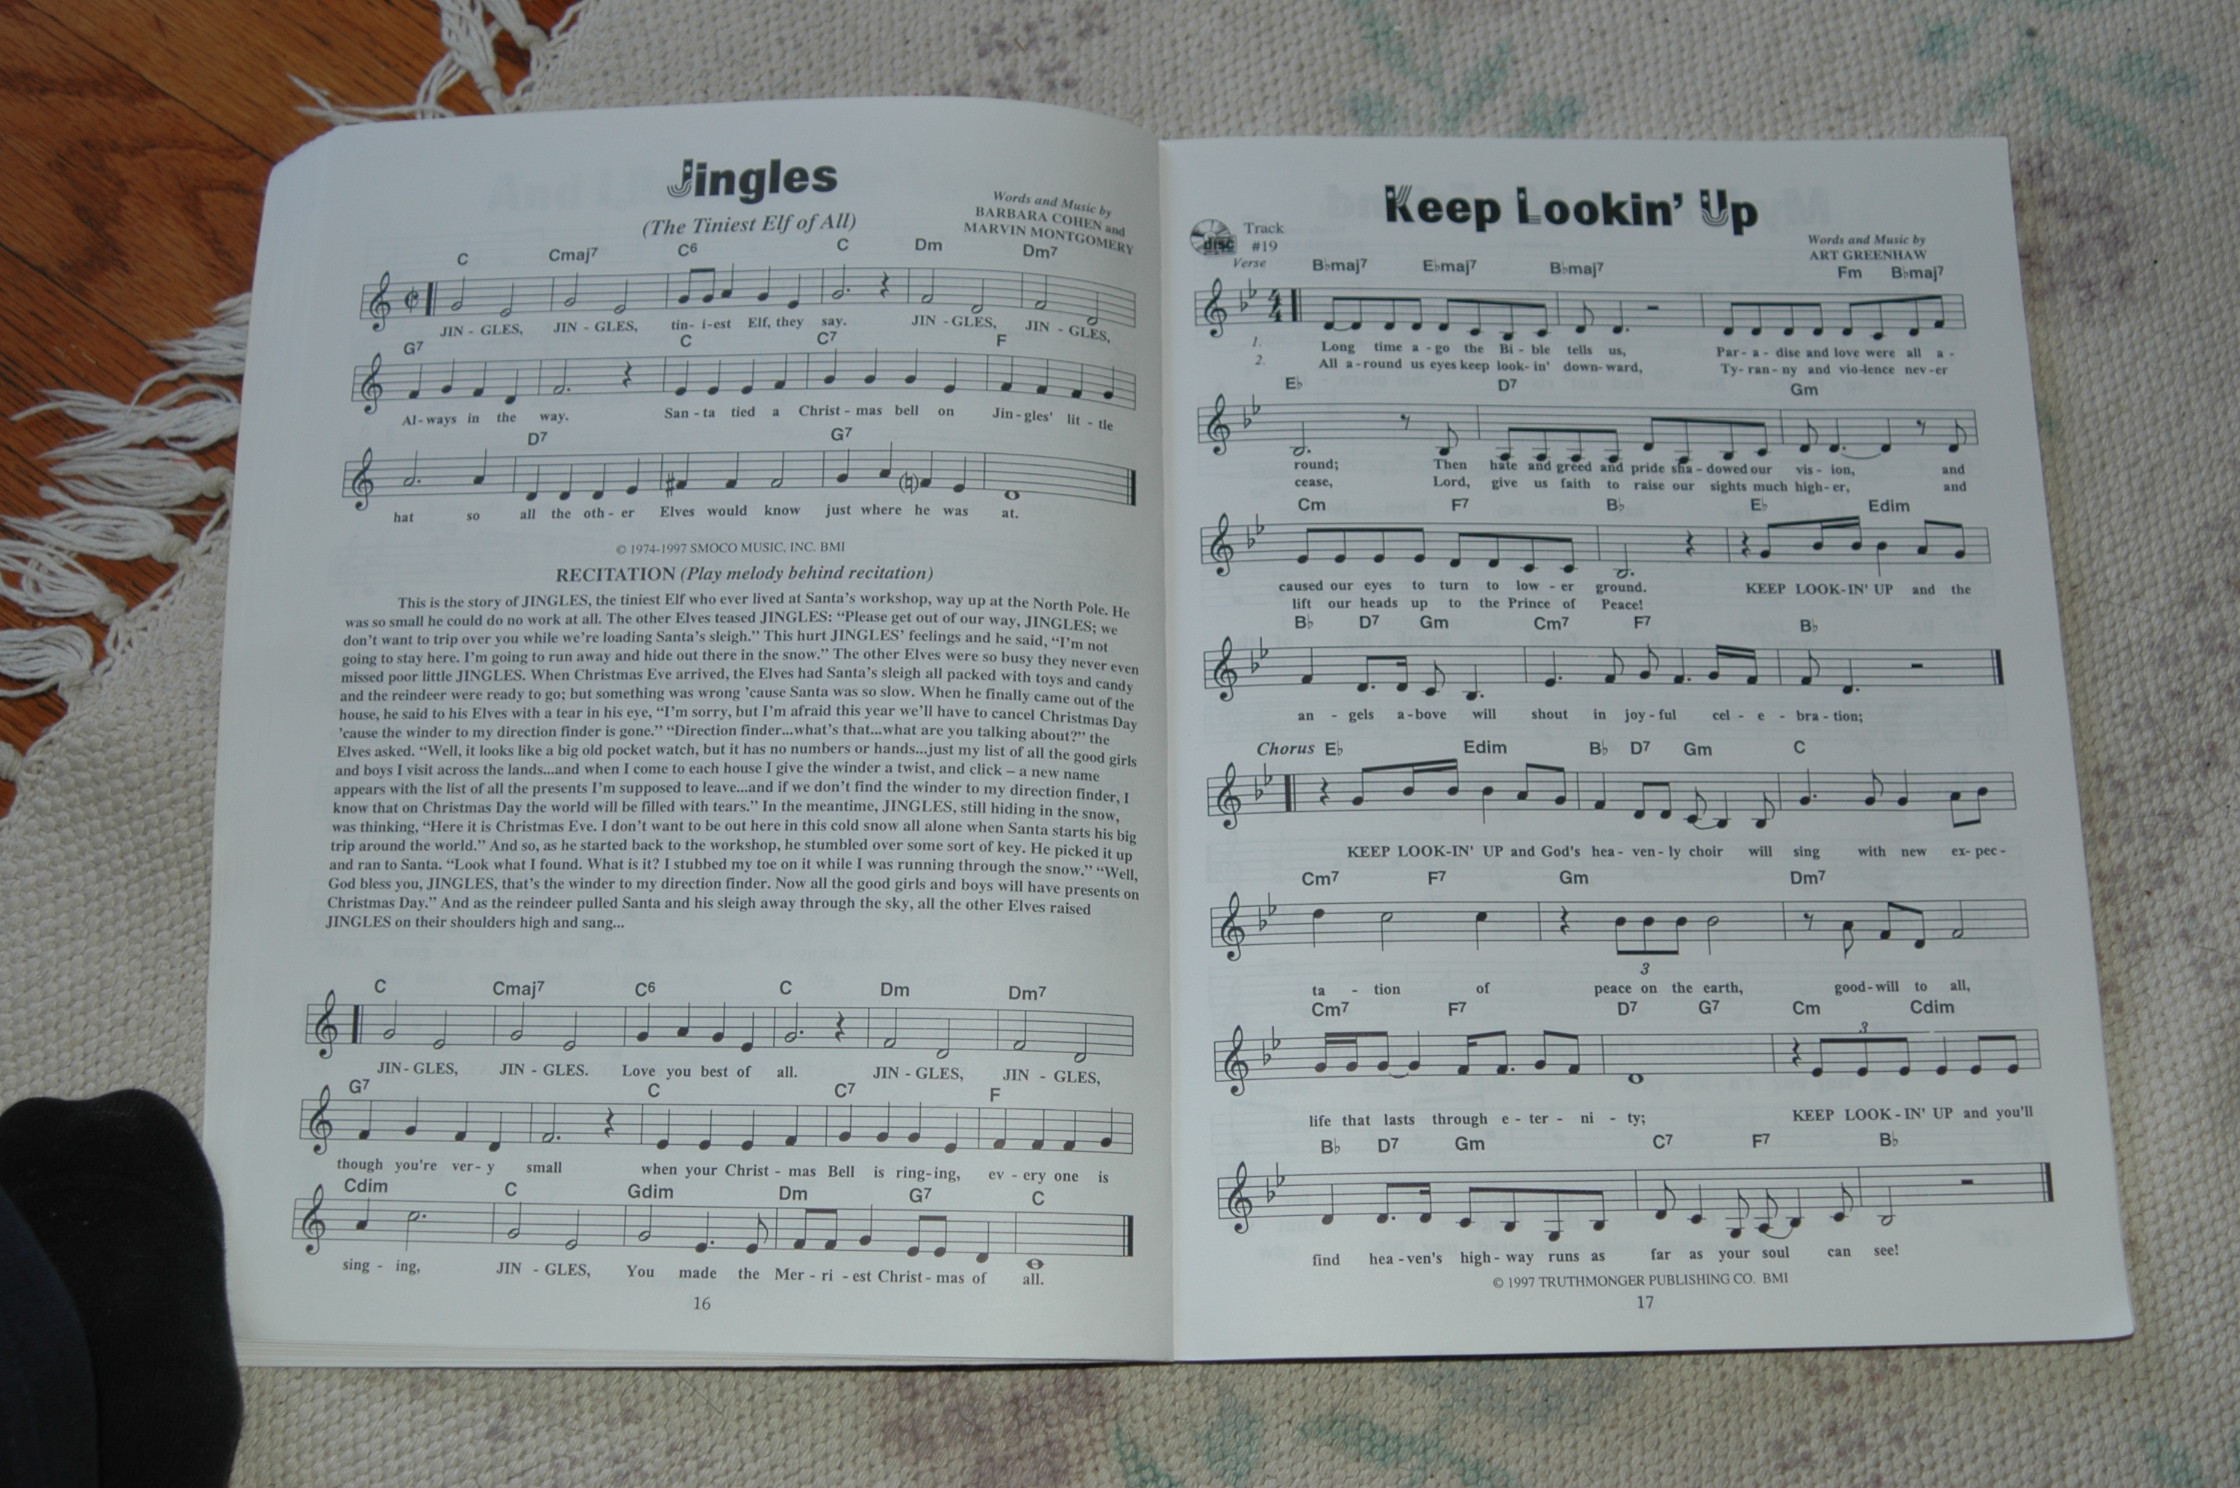 Jingles
(The Tiniest Elf of All)
Words and Music by
BARBARA COHEN and
MARVIN MONTGOMERY
C Cmaj7 C6 C Dm Dm7
JIN - GLES, JIN - GLES, tin - i - est Elf, they say. JIN - GLES, JIN - GLES,
G7 C C7 F
Al - ways in the way. San - ta tied a Christ - mas bell on Jin - gles' lit - tle
D7 G7
hat so all the oth - er Elves would know just where he was at.
© 1974-1997 SMOCO MUSIC, INC. BMI
RECITATION (Play melody behind recitation)
This is the story of JINGLES, the tiniest Elf who ever lived at Santa's workshop, way up at the North Pole. He
was so small he could do no work at all. The other Elves teased JINGLES: "Please get out of our way, JINGLES; we
don't want to trip over you while we're loading Santa's sleigh." This hurt JINGLES' feelings and he said, "I'm not
going to stay here. I'm going to run away and hide out there in the snow." The other Elves were so busy they never even
missed poor little JINGLES. When Christmas Eve arrived, the Elves had Santa's sleigh all packed with toys and candy
and the reindeer were ready to go; but something was wrong 'cause Santa was so slow. When he finally came out of the
house, he said to his Elves with a tear in his eye, "I'm sorry, but I'm afraid this year we'll have to cancel Christmas Day
'cause the winder to my direction finder is gone." "Direction finder...what's that...what are you talking about?" the
Elves asked. "Well, it looks like a big old pocket watch, but it has no numbers or hands...just my list of all the good girls
and boys I visit across the lands...and when I come to each house I give the winder a twist, and click – a new name
appears with the list of all the presents I'm supposed to leave...and if we don't find the winder to my direction finder, I
know that on Christmas Day the world will be filled with tears." In the meantime, JINGLES, still hiding in the snow,
was thinking, "Here it is Christmas Eve. I don't want to be out here in this cold snow all alone when Santa starts his big
trip around the world." And so, as he started back to the workshop, he stumbled over some sort of key. He picked it up
and ran to Santa. "Look what I found. What is it? I stubbed my toe on it while I was running through the snow." "Well,
God bless you, JINGLES, that's the winder to my direction finder. Now all the good girls and boys will have presents on
Christmas Day." And as the reindeer pulled Santa and his sleigh away through the sky, all the other Elves raised
JINGLES on their shoulders high and sang...
C Cmaj7 C6 C Dm Dm7
JIN - GLES, JIN - GLES. Love you best of all. JIN - GLES, JIN - GLES,
G7 C C7 F
though you're ver - y small when your Christ - mas Bell is ring - ing, ev - ery one is
Cdim C Gdim Dm G7 C
sing - ing, JIN - GLES, You made the Mer - ri - est Christ - mas of all.
16
Keep Lookin' Up
disc Track
#19
Words and Music by
ART GREENHAW
Verse
B♭maj7 E♭maj7 B♭maj7 Fm B♭maj7
1. Long time a - go the Bi - ble tells us, Par - a - dise and love were all a -
2. All a - round us eyes keep look - in' down - ward, Ty - ran - ny and vio - lence nev - er
E♭ D7 Gm
round; Then hate and greed and pride sha - dowed our vis - ion, and
cease, Lord, give us faith to raise our sights much high - er, and
Cm F7 B♭ E♭ Edim
caused our eyes to turn to low - er ground. KEEP LOOK - IN' UP and the
lift our heads up to the Prince of Peace!
B♭ D7 Gm Cm7 F7 B♭
an - gels a - bove will shout in joy - ful cel - e - bra - tion;
Chorus E♭ Edim B♭ D7 Gm C
KEEP LOOK - IN' UP and God's hea - ven - ly choir will sing with new ex - pec -
Cm7 F7 Gm Dm7
ta - tion of peace on the earth, good - will to all,
Cm7 F7 D7 G7 Cm Cdim
life that lasts through e - ter - ni - ty; KEEP LOOK - IN' UP and you'll
B♭ D7 Gm C7 F7 B♭
find hea - ven's high - way runs as far as your soul can see!
© 1997 TRUTHMONGER PUBLISHING CO. BMI
17